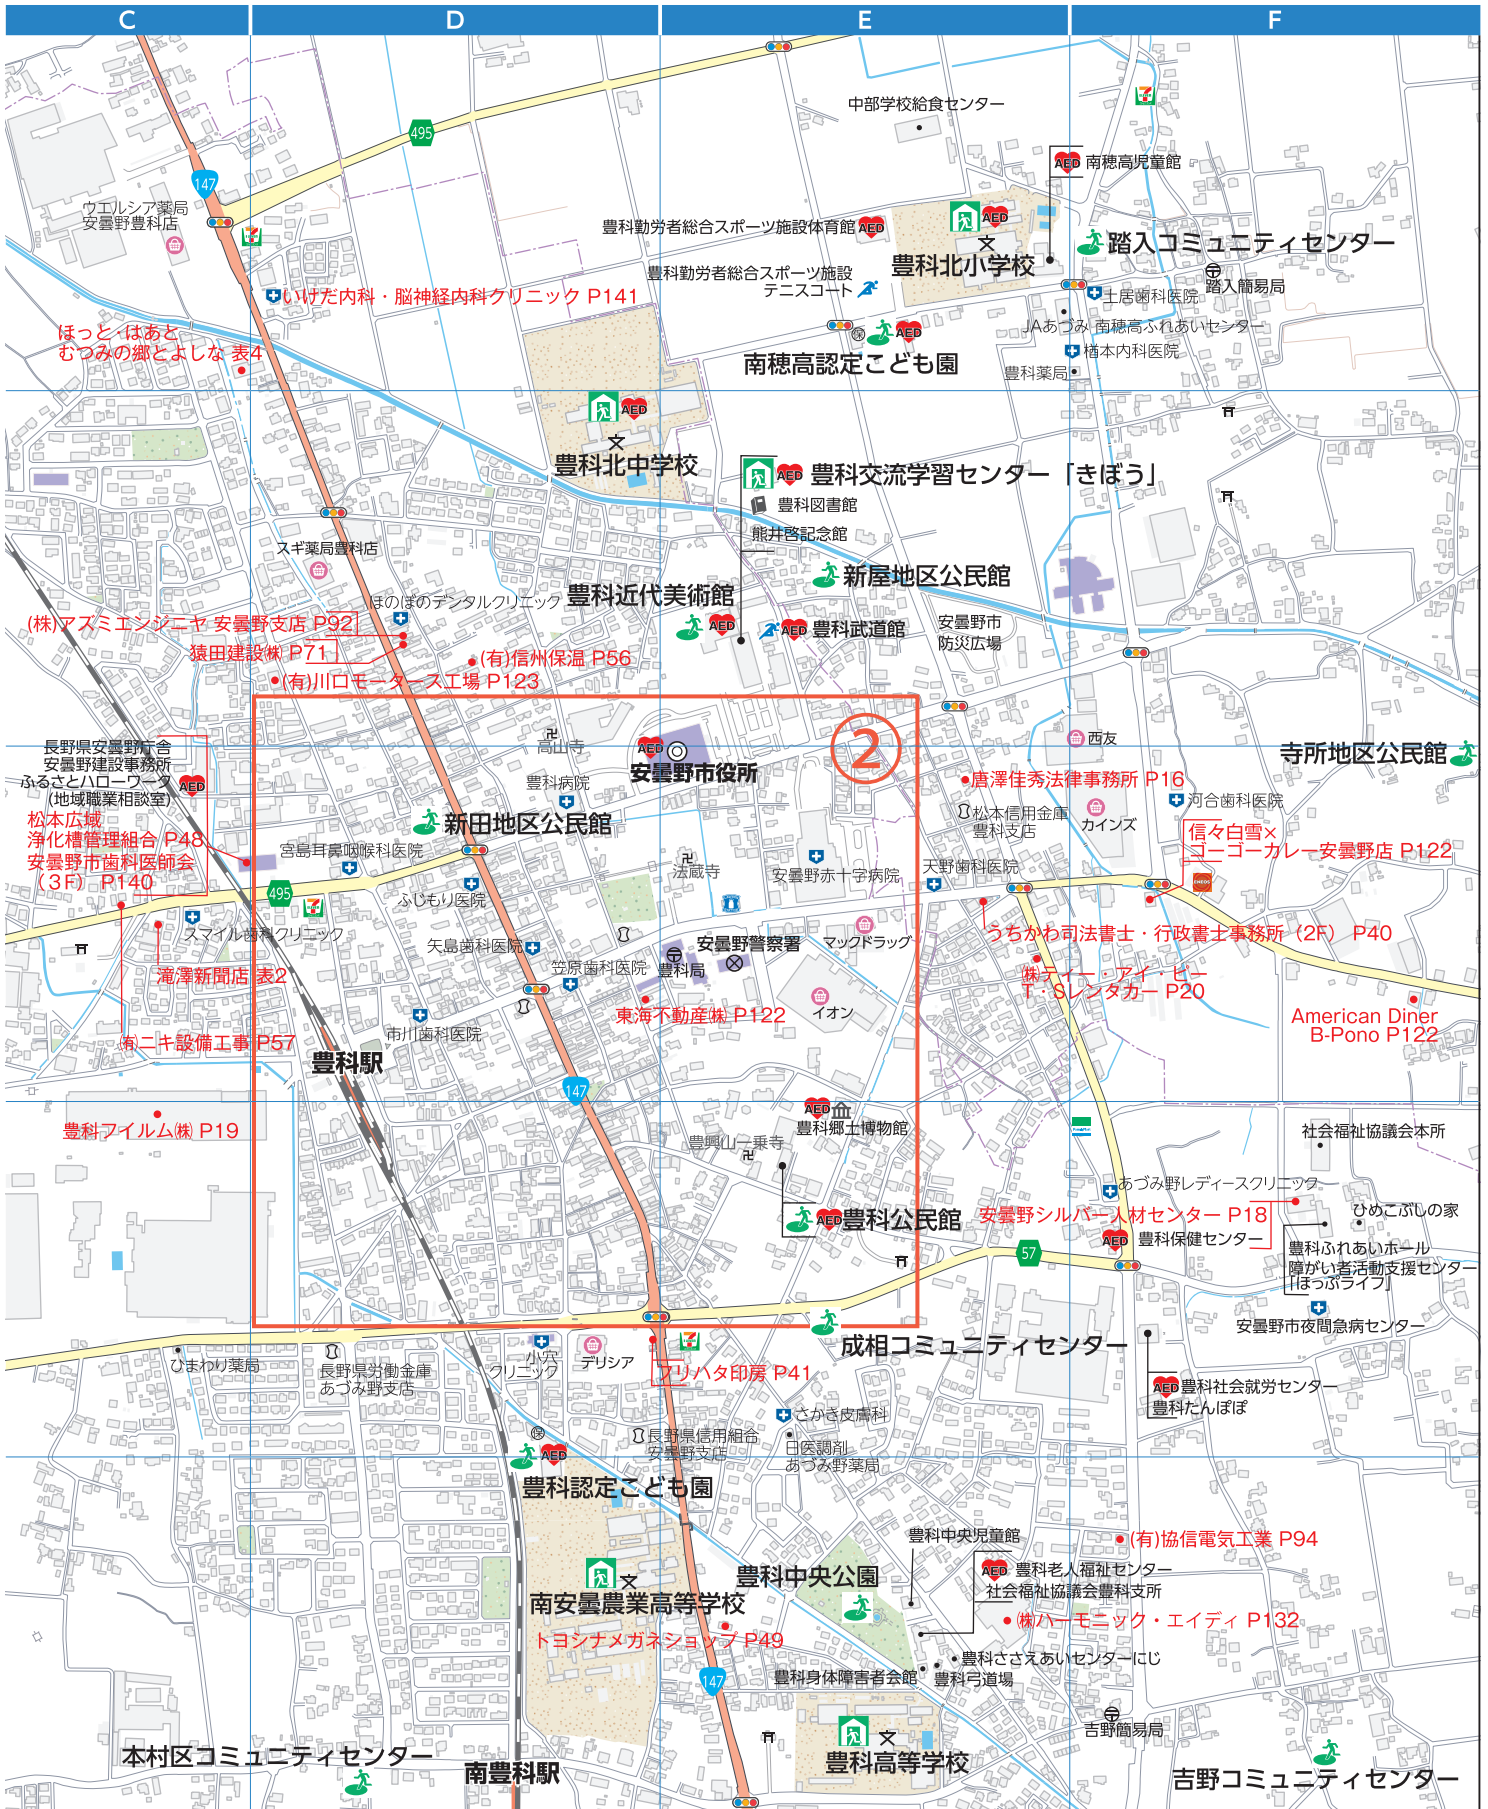 C
D
E
F
495
147
中部学校給食センター
AED
南穂高児童館
ウエルシア薬局
安曇野豊科店
豊科勤労者総合スポーツ施設体育館
AED
AED
豊科北小学校
踏入コミュニティセンター
豊科勤労者総合スポーツ施設
テニスコート
踏入簡易局
いけだ内科・脳神経内科クリニック P141
土居歯科医院
JAあづみ 南穂高ふれあいセンター
ほっと・はあと
むつみの郷とよしな 表4
AED
南穂高認定こども園
楢本内科医院
豊科薬局
AED
豊科北中学校
AED
豊科交流学習センター「きぼう」
豊科図書館
熊井啓記念館
スギ薬局豊科店
新屋地区公民館
ほのぼのデンタルクリニック
豊科近代美術館
AED
AED
豊科武道館
安曇野市
防災広場
(株)アズミエンジニヤ 安曇野支店 P92
猿田建設㈱ P71
(有)信州保温 P56
(有)川口モータース工場 P123
高山寺
AED
安曇野市役所
②
西友
寺所地区公民館
長野県安曇野庁舎
安曇野建設事務所
ふるさとハローワーク
(地域職業相談室)
AED
松本広域
浄化槽管理組合 P48
安曇野市歯科医師会
（3F） P140
豊科病院
新田地区公民館
唐澤佳秀法律事務所 P16
松本信用金庫
豊科支店
カインズ
河合歯科医院
信々白雪×
ゴーゴーカレー安曇野店 P122
宮島耳鼻咽喉科医院
法蔵寺
安曇野赤十字病院
天野歯科医院
495
ふじもり医院
ENEOS
スマイル歯科クリニック
矢島歯科医院
安曇野警察署
マックドラッグ
うちかわ司法書士・行政書士事務所（2F） P40
滝澤新聞店 表2
笠原歯科医院
豊科局
㈱ティー・アイ・ピー
T・Sレンタカー P20
東海不動産㈱ P122
イオン
American Diner
B-Pono P122
㈲ニキ設備工事 P57
市川歯科医院
豊科駅
147
豊科フイルム㈱ P19
AED
豊科郷土博物館
豊興山一乗寺
社会福祉協議会本所
あづみ野レディースクリニック
AED
豊科公民館
安曇野シルバー人材センター P18
ひめこぶしの家
AED
豊科保健センター
57
豊科ふれあいホール
障がい者活動支援センター
「ほっぷライフ」
安曇野市夜間急病センター
成相コミュニティセンター
ひまわり薬局
長野県労働金庫
あづみ野支店
小穴
クリニック
デリシア
フリハタ印房 P41
AED
豊科社会就労センター
豊科たんぽぽ
さかき皮膚科
長野県信用組合
安曇野支店
日医調剤
あづみ野薬局
AED
豊科認定こども園
豊科中央児童館
(有)協信電気工業 P94
豊科中央公園
AED
豊科老人福祉センター
社会福祉協議会豊科支所
南安曇農業高等学校
㈱ハーモニック・エイディ P132
トヨシナメガネショップ P49
豊科ささえあいセンターにじ
豊科身体障害者会館
豊科弓道場
147
吉野簡易局
本村区コミュニティセンター
南豊科駅
豊科高等学校
吉野コミュニティセンター